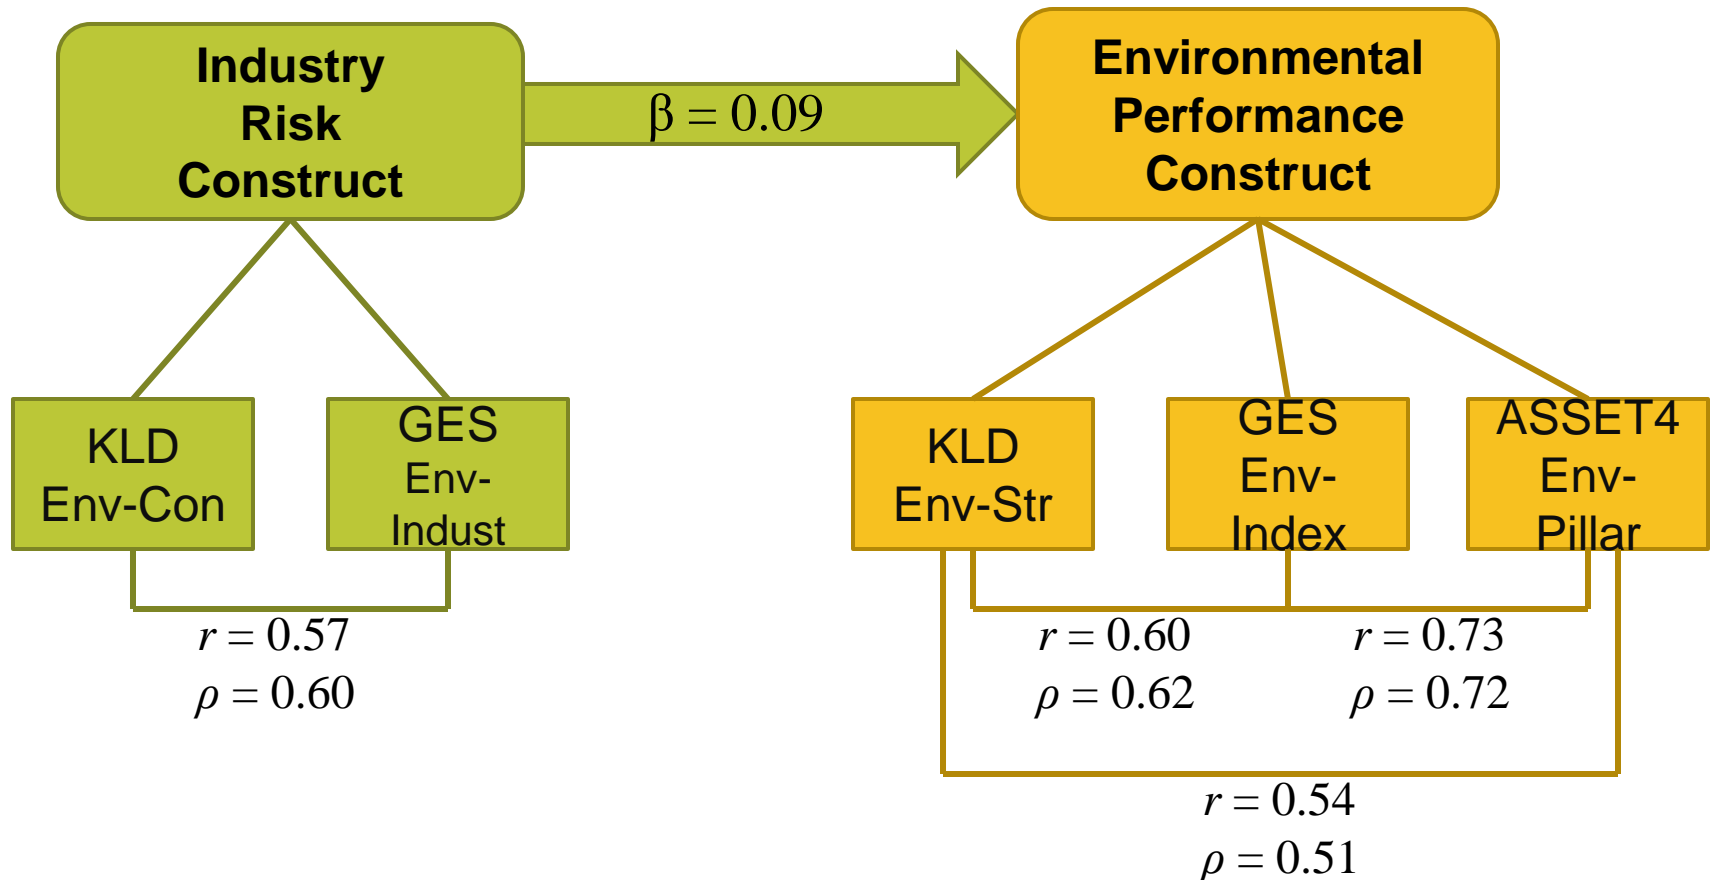 Industry
Risk
Construct
β = 0.09
Environmental
Performance
Construct
KLD
Env-Con
GES
Env-
Indust
KLD
Env-Str
GES
Env-
Index
ASSET4
Env-
Pillar
r = 0.57
ρ = 0.60
r = 0.60
ρ = 0.62
r = 0.73
ρ = 0.72
r = 0.54
ρ = 0.51